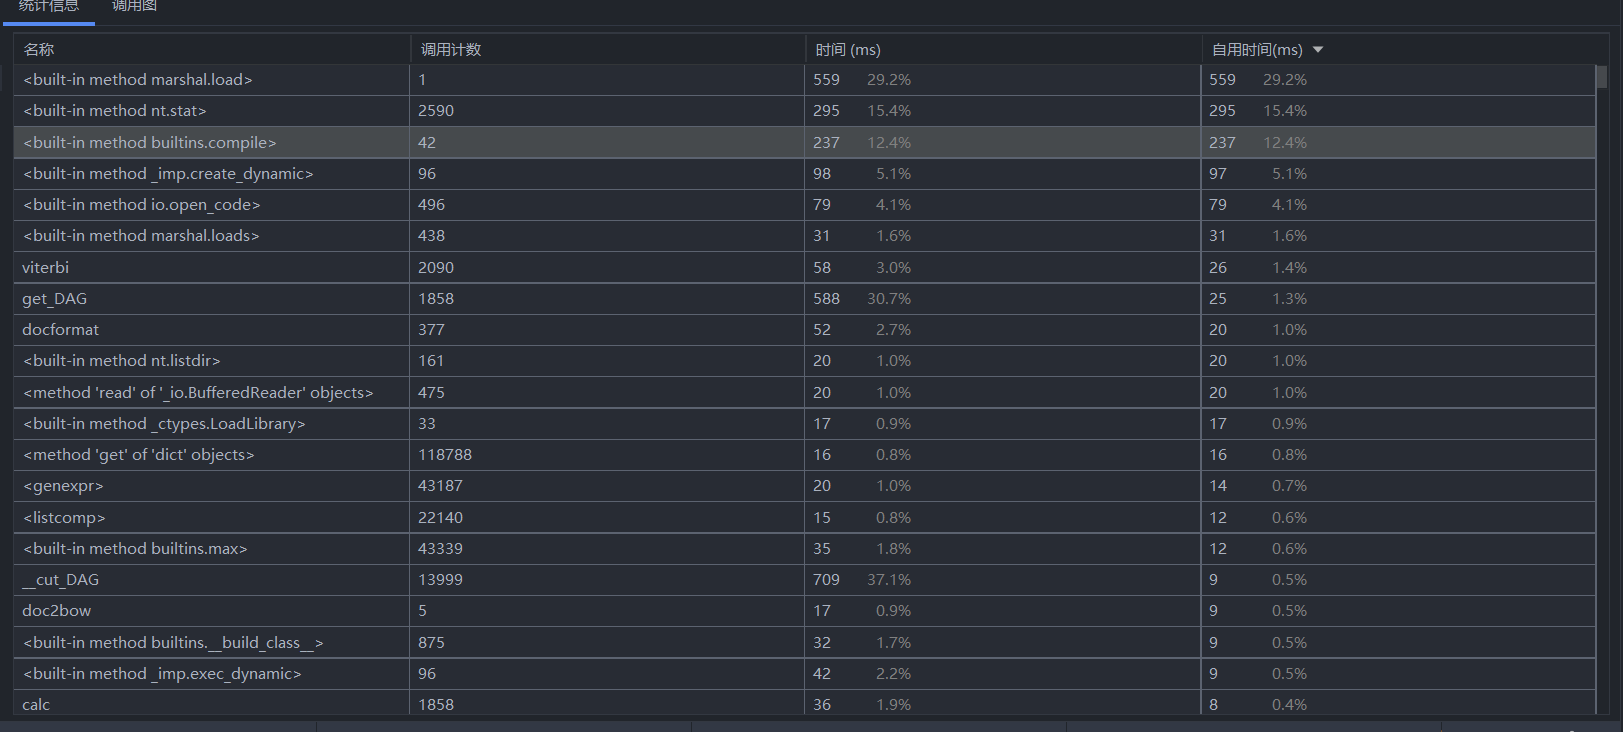 统计信息 调用图
名称 调用计数 时间 (ms) 自用时间(ms)
<built-in method marshal.load> 1 559 29.2% 559 29.2%
<built-in method nt.stat> 2590 295 15.4% 295 15.4%
<built-in method builtins.compile> 42 237 12.4% 237 12.4%
<built-in method _imp.create_dynamic> 96 98 5.1% 97 5.1%
<built-in method io.open_code> 496 79 4.1% 79 4.1%
<built-in method marshal.loads> 438 31 1.6% 31 1.6%
viterbi 2090 58 3.0% 26 1.4%
get_DAG 1858 588 30.7% 25 1.3%
docformat 377 52 2.7% 20 1.0%
<built-in method nt.listdir> 161 20 1.0% 20 1.0%
<method 'read' of '_io.BufferedReader' objects> 475 20 1.0% 20 1.0%
<built-in method _ctypes.LoadLibrary> 33 17 0.9% 17 0.9%
<method 'get' of 'dict' objects> 118788 16 0.8% 16 0.8%
<genexpr> 43187 20 1.0% 14 0.7%
<listcomp> 22140 15 0.8% 12 0.6%
<built-in method builtins.max> 43339 35 1.8% 12 0.6%
__cut_DAG 13999 709 37.1% 9 0.5%
doc2bow 5 17 0.9% 9 0.5%
<built-in method builtins.__build_class__> 875 32 1.7% 9 0.5%
<built-in method _imp.exec_dynamic> 96 42 2.2% 9 0.5%
calc 1858 36 1.9% 8 0.4%